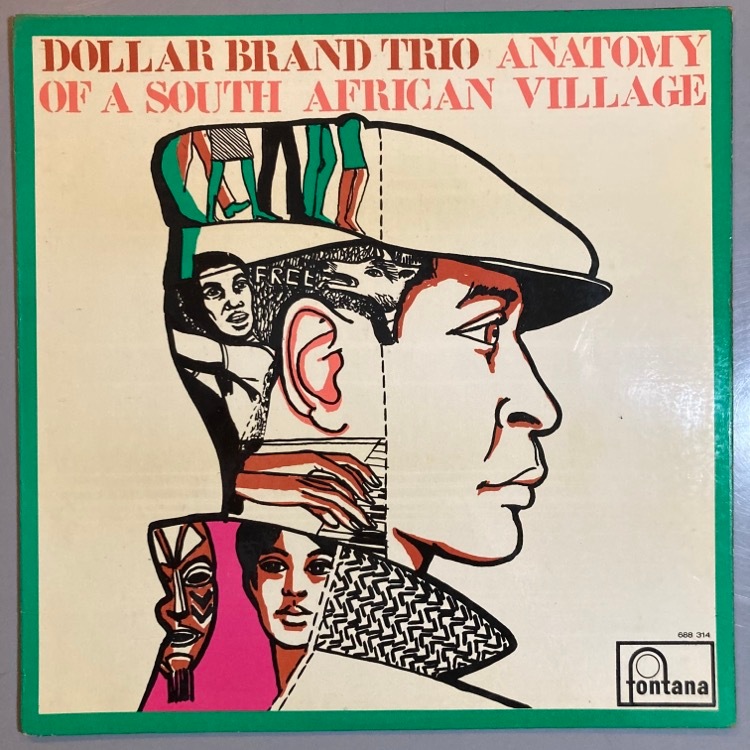 DOLLAR BRAND TRIO ANATOMY
OF A SOUTH AFRICAN VILLAGE
FREE
688 314
fontana